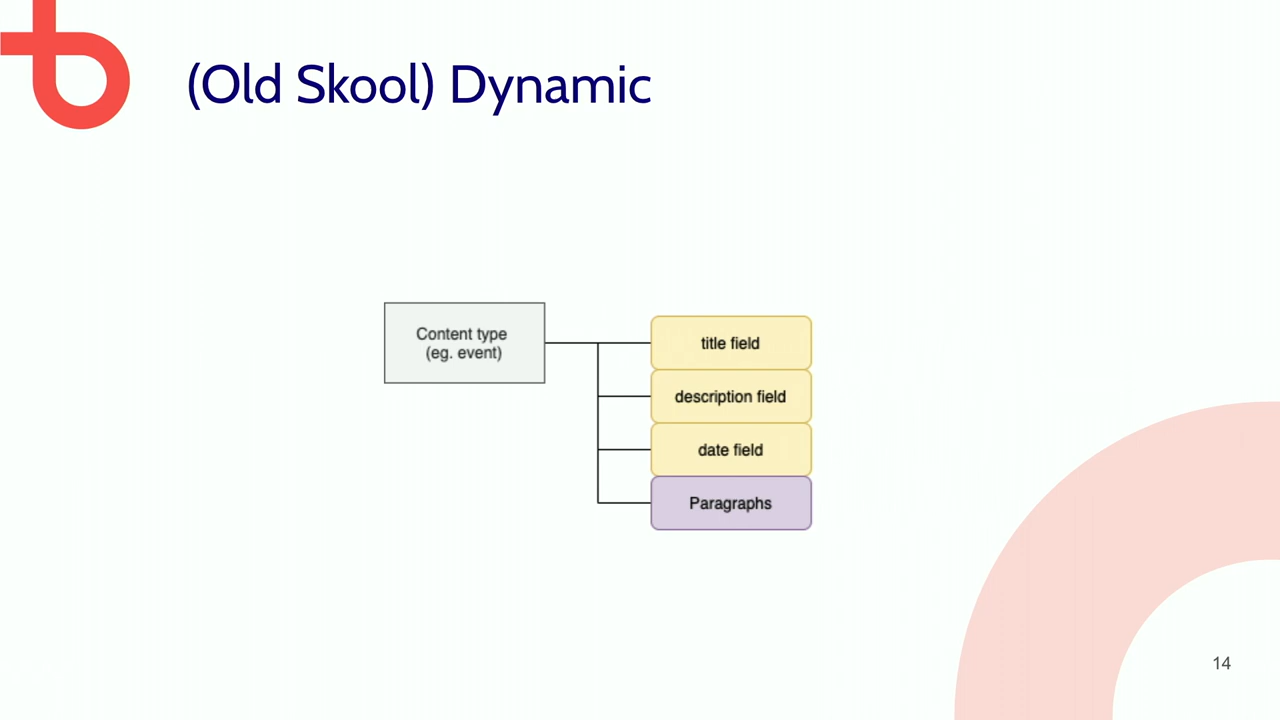 (Old Skool) Dynamic
Content type
(eg. event)
title field
description field
date field
Paragraphs
14